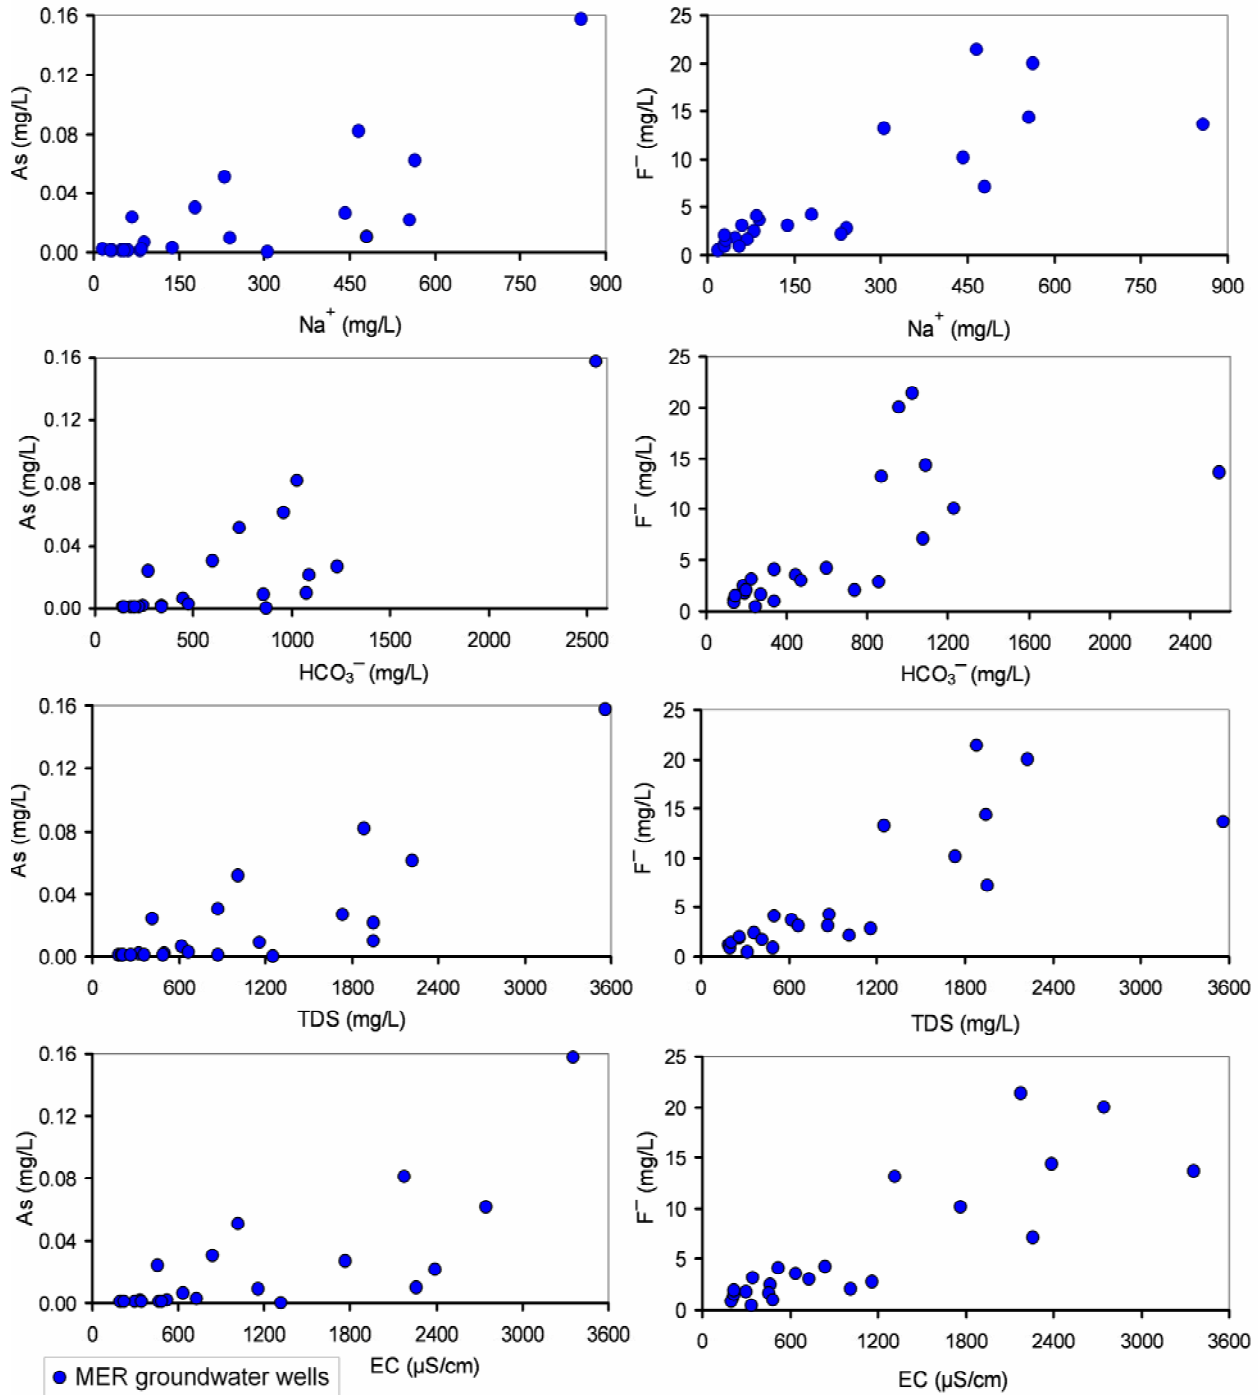 0.16
0.12
0.08
0.04
0.00
As (mg/L)
0 150 300 450 600 750 900
Na⁺ (mg/L)
25
20
15
10
5
0
F⁻ (mg/L)
0 150 300 450 600 750 900
Na⁺ (mg/L)
0.16
0.12
0.08
0.04
0.00
As (mg/L)
0 500 1000 1500 2000 2500
HCO₃⁻ (mg/L)
25
20
15
10
5
0
F⁻ (mg/L)
0 400 800 1200 1600 2000 2400
HCO₃⁻ (mg/L)
0.16
0.12
0.08
0.04
0.00
As (mg/L)
0 600 1200 1800 2400 3000 3600
TDS (mg/L)
25
20
15
10
5
0
F⁻ (mg/L)
0 600 1200 1800 2400 3000 3600
TDS (mg/L)
0.16
0.12
0.08
0.04
0.00
As (mg/L)
0 600 1200 1800 2400 3000 3600
EC (µS/cm)
25
20
15
10
5
0
F⁻ (mg/L)
0 600 1200 1800 2400 3000 3600
EC (µS/cm)
MER groundwater wells